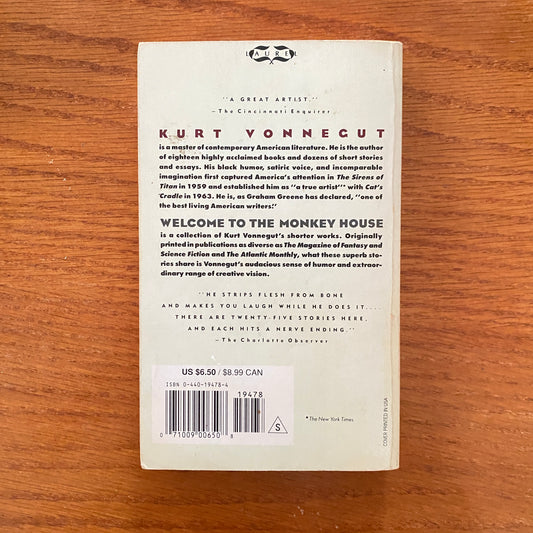 LAUREL
"A GREAT ARTIST."
—The Cincinnati Enquirer
KURT VONNEGUT
is a master of contemporary American literature. He is the author
of eighteen highly acclaimed books and dozens of short stories
and essays. His black humor, satiric voice, and incomparable
imagination first captured America's attention in The Sirens of
Titan in 1959 and established him as "a true artist"* with Cat's
Cradle in 1963. He is, as Graham Greene has declared, "one of
the best living American writers."
WELCOME TO THE MONKEY HOUSE
is a collection of Kurt Vonnegut's shorter works. Originally
printed in publications as diverse as The Magazine of Fantasy and
Science Fiction and The Atlantic Monthly, what these superb sto-
ries share is Vonnegut's audacious sense of humor and extraor-
dinary range of creative vision.
"HE STRIPS FLESH FROM BONE
AND MAKES YOU LAUGH WHILE HE DOES IT....
THERE ARE TWENTY-FIVE STORIES HERE,
AND EACH HITS A NERVE ENDING."
—The Charlotte Observer
US $6.50 / $8.99 CAN
ISBN 0-440-19478-4
19478
0 71009 00650 8
S
*The New York Times.
COVER PRINTED IN USA